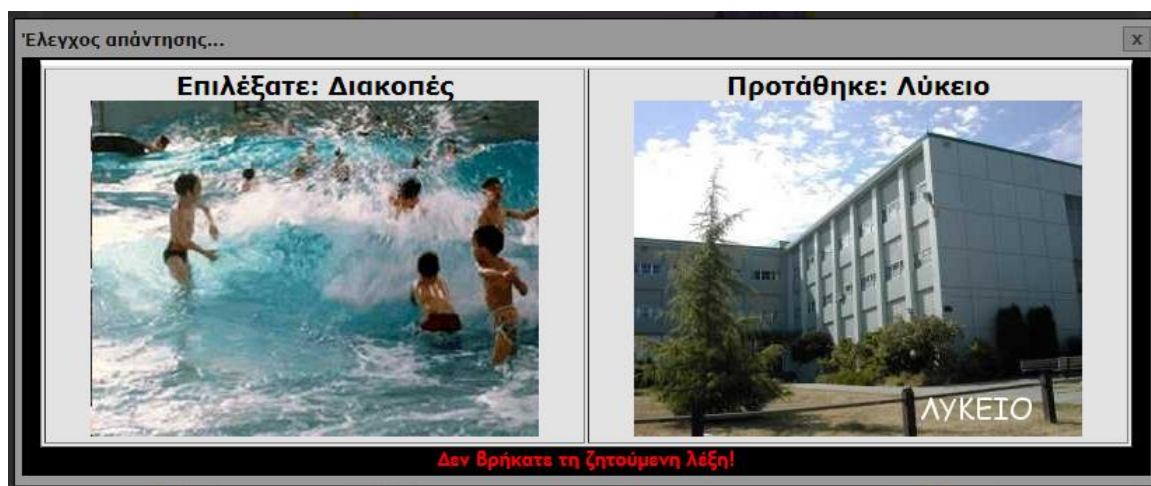 Έλεγχος απάντησης...
x
Επιλέξατε: Διακοπές
Προτάθηκε: Λύκειο
ΛΥΚΕΙΟ
Δεν βρήκατε τη ζητούμενη λέξη!